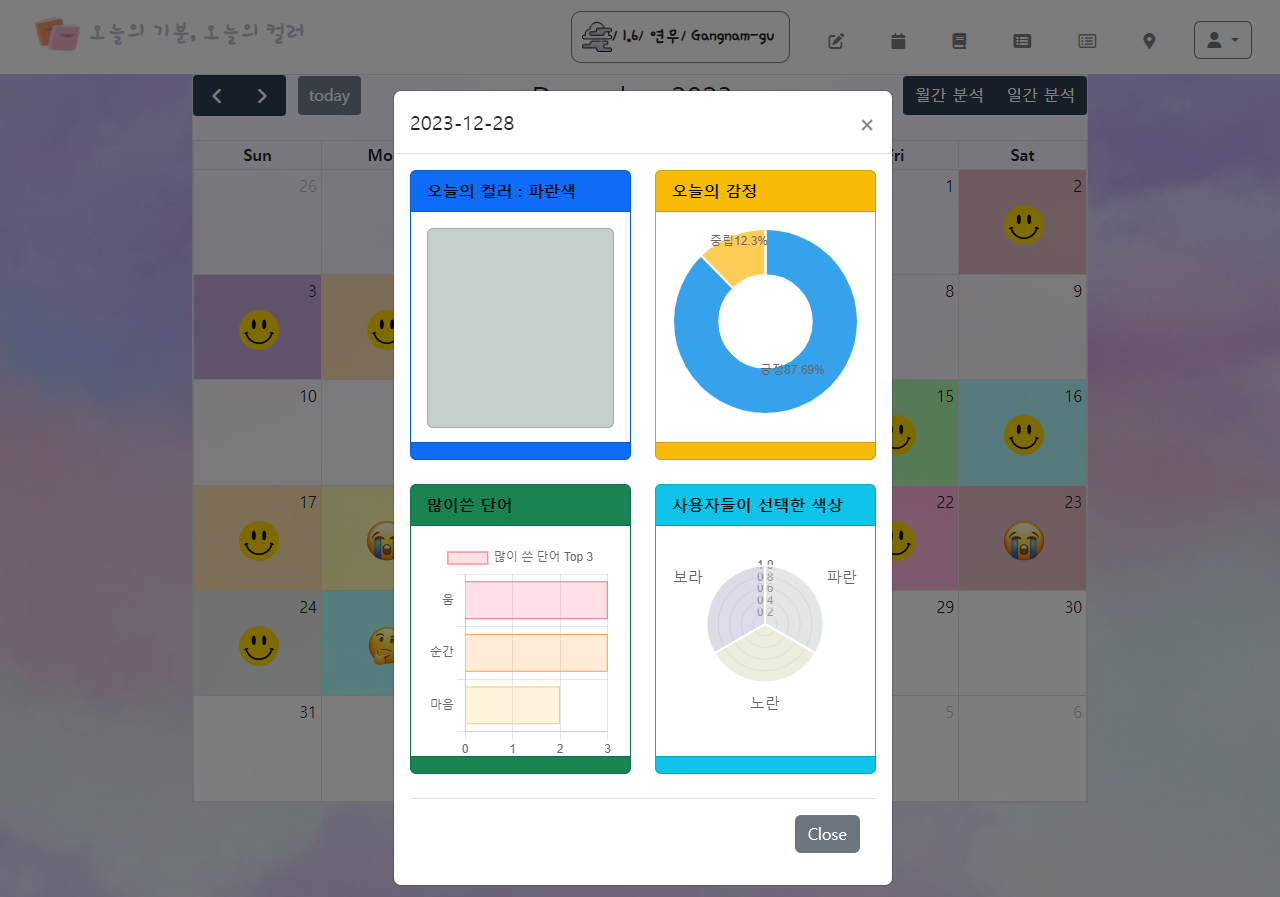 오늘의 기분, 오늘의 컬러
/ 1.6/ 연우/ Gangnam-gu
today
월간 분석 일간 분석
2023-12-28
×
Sun
Sat
26
1
2
3
8
9
10
15
16
17
22
23
24
29
30
31
5
6
오늘의 컬러 : 파란색
오늘의 감정
중립12.3%
긍정87.69%
많이쓴 단어
많이 쓴 단어 Top 3
움
순간
마음
0 1 2 3
사용자들이 선택한 색상
보라
파란
노란
1.0
0.8
0.6
0.4
0.2
Close